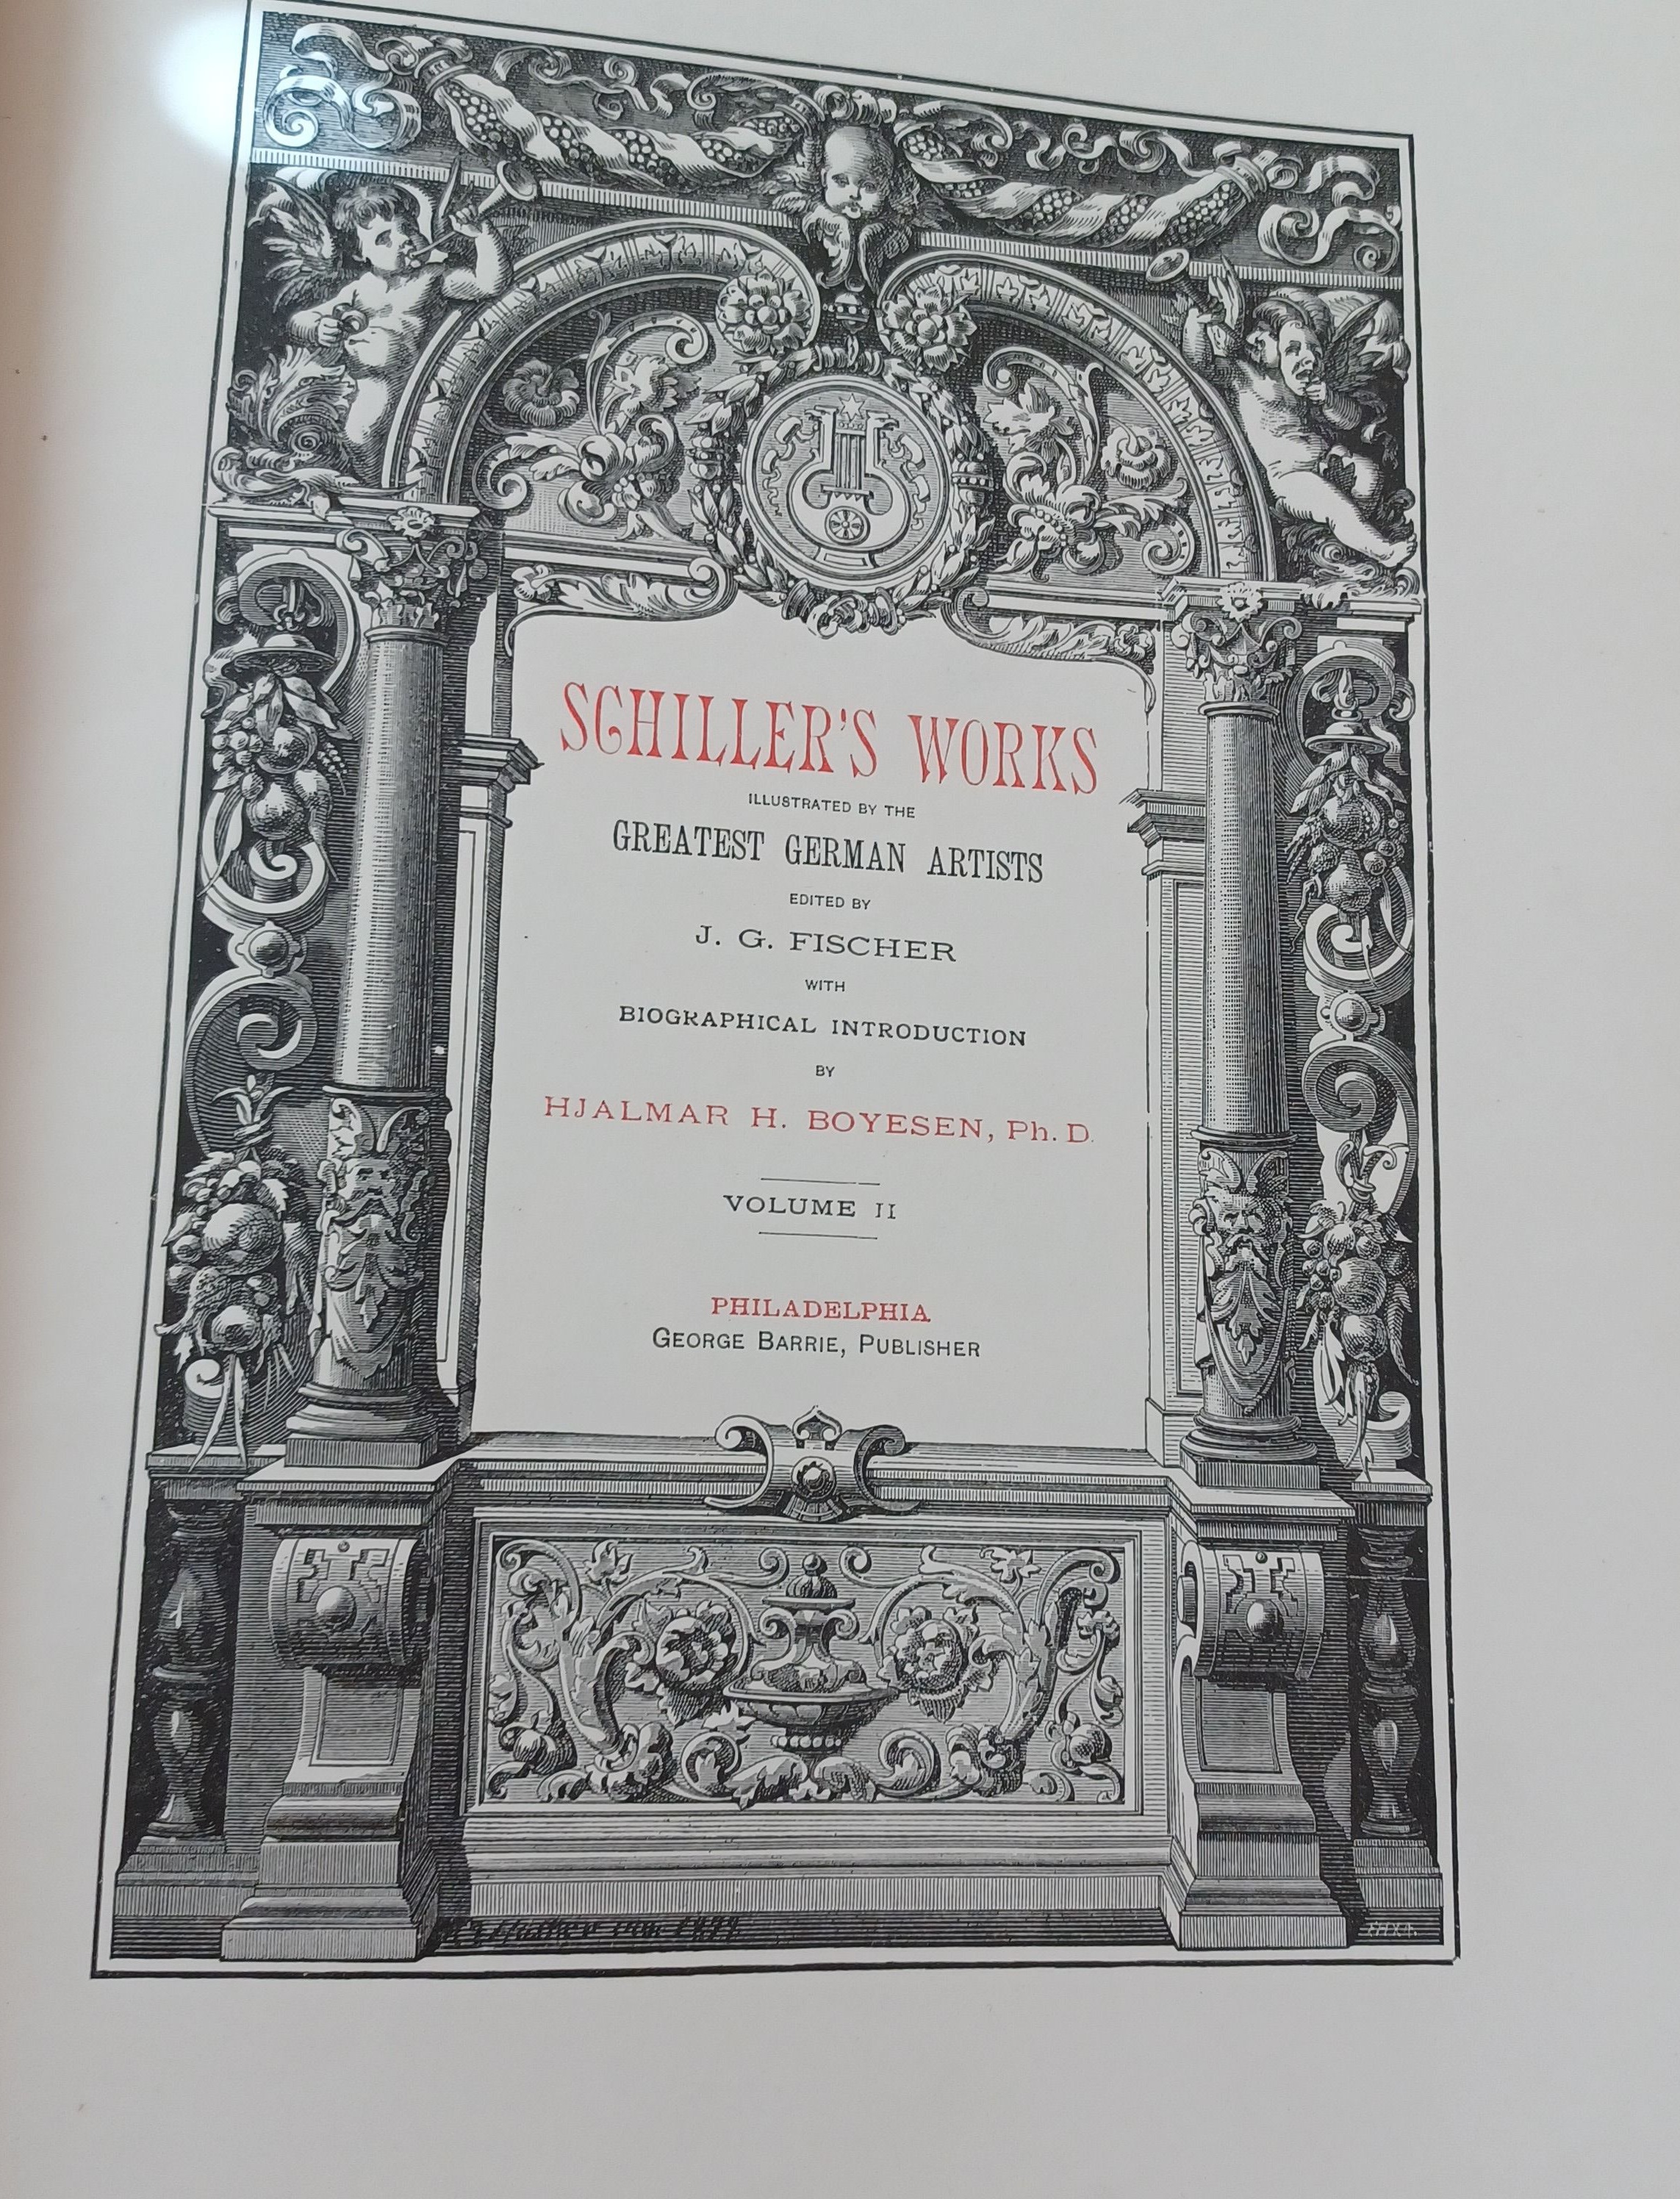 SCHILLER'S WORKS
ILLUSTRATED BY THE
GREATEST GERMAN ARTISTS
EDITED BY
J. G. FISCHER
WITH
BIOGRAPHICAL INTRODUCTION
BY
HJALMAR H. BOYESEN, Ph. D.
VOLUME II
PHILADELPHIA
GEORGE BARRIE, PUBLISHER